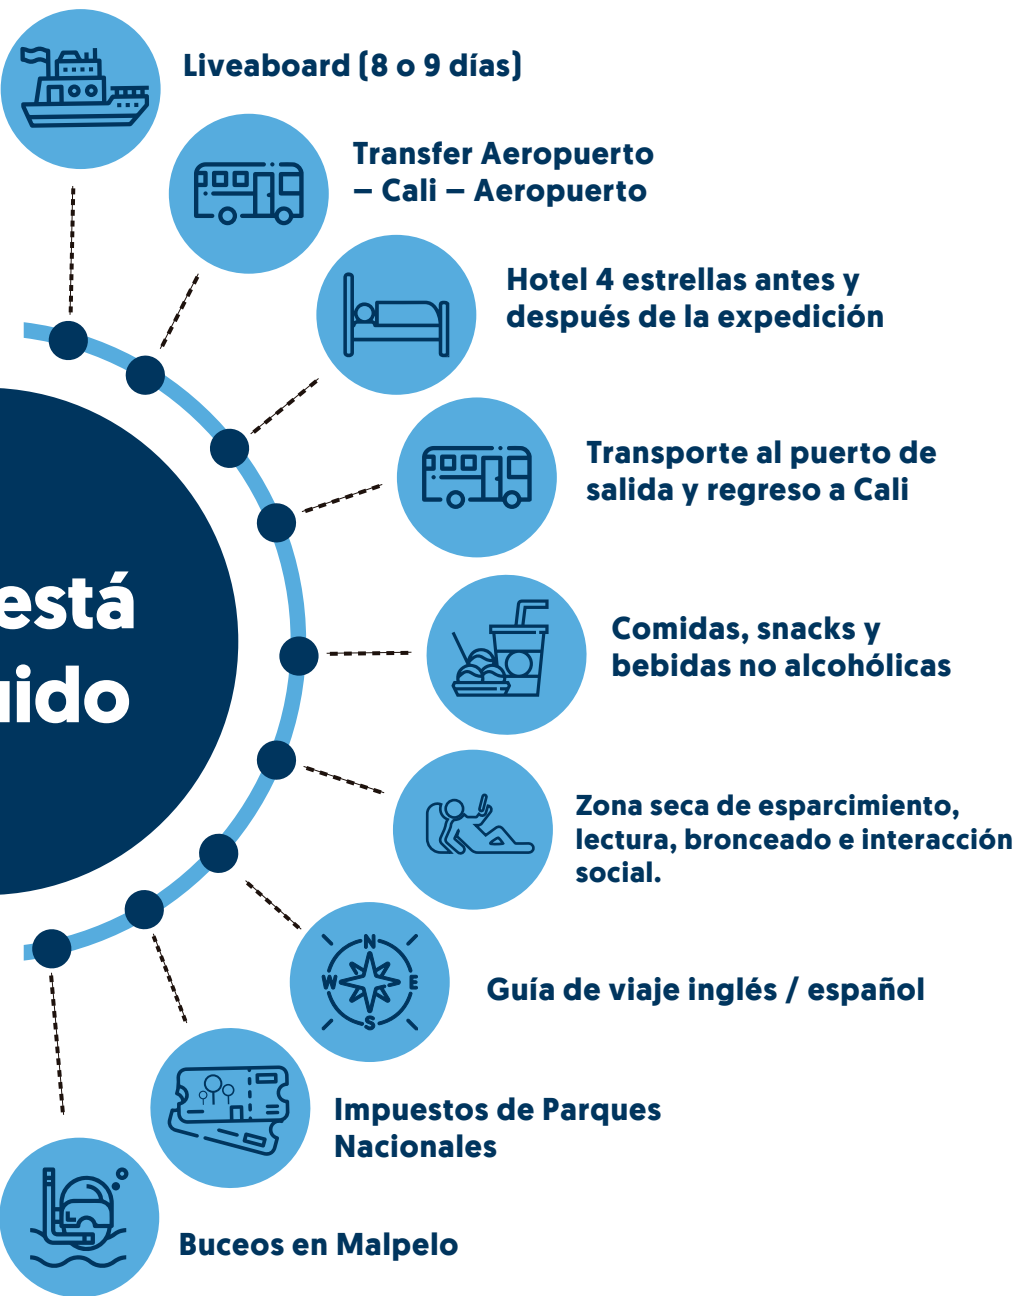 Liveaboard (8 o 9 días)
Transfer Aeropuerto
– Cali – Aeropuerto
Hotel 4 estrellas antes y
después de la expedición
Transporte al puerto de
salida y regreso a Cali
está
uido
Comidas, snacks y
bebidas no alcohólicas
Zona seca de esparcimiento,
lectura, bronceado e interacción
social.
N
W E
S
Guía de viaje inglés / español
Impuestos de Parques
Nacionales
Buceos en Malpelo